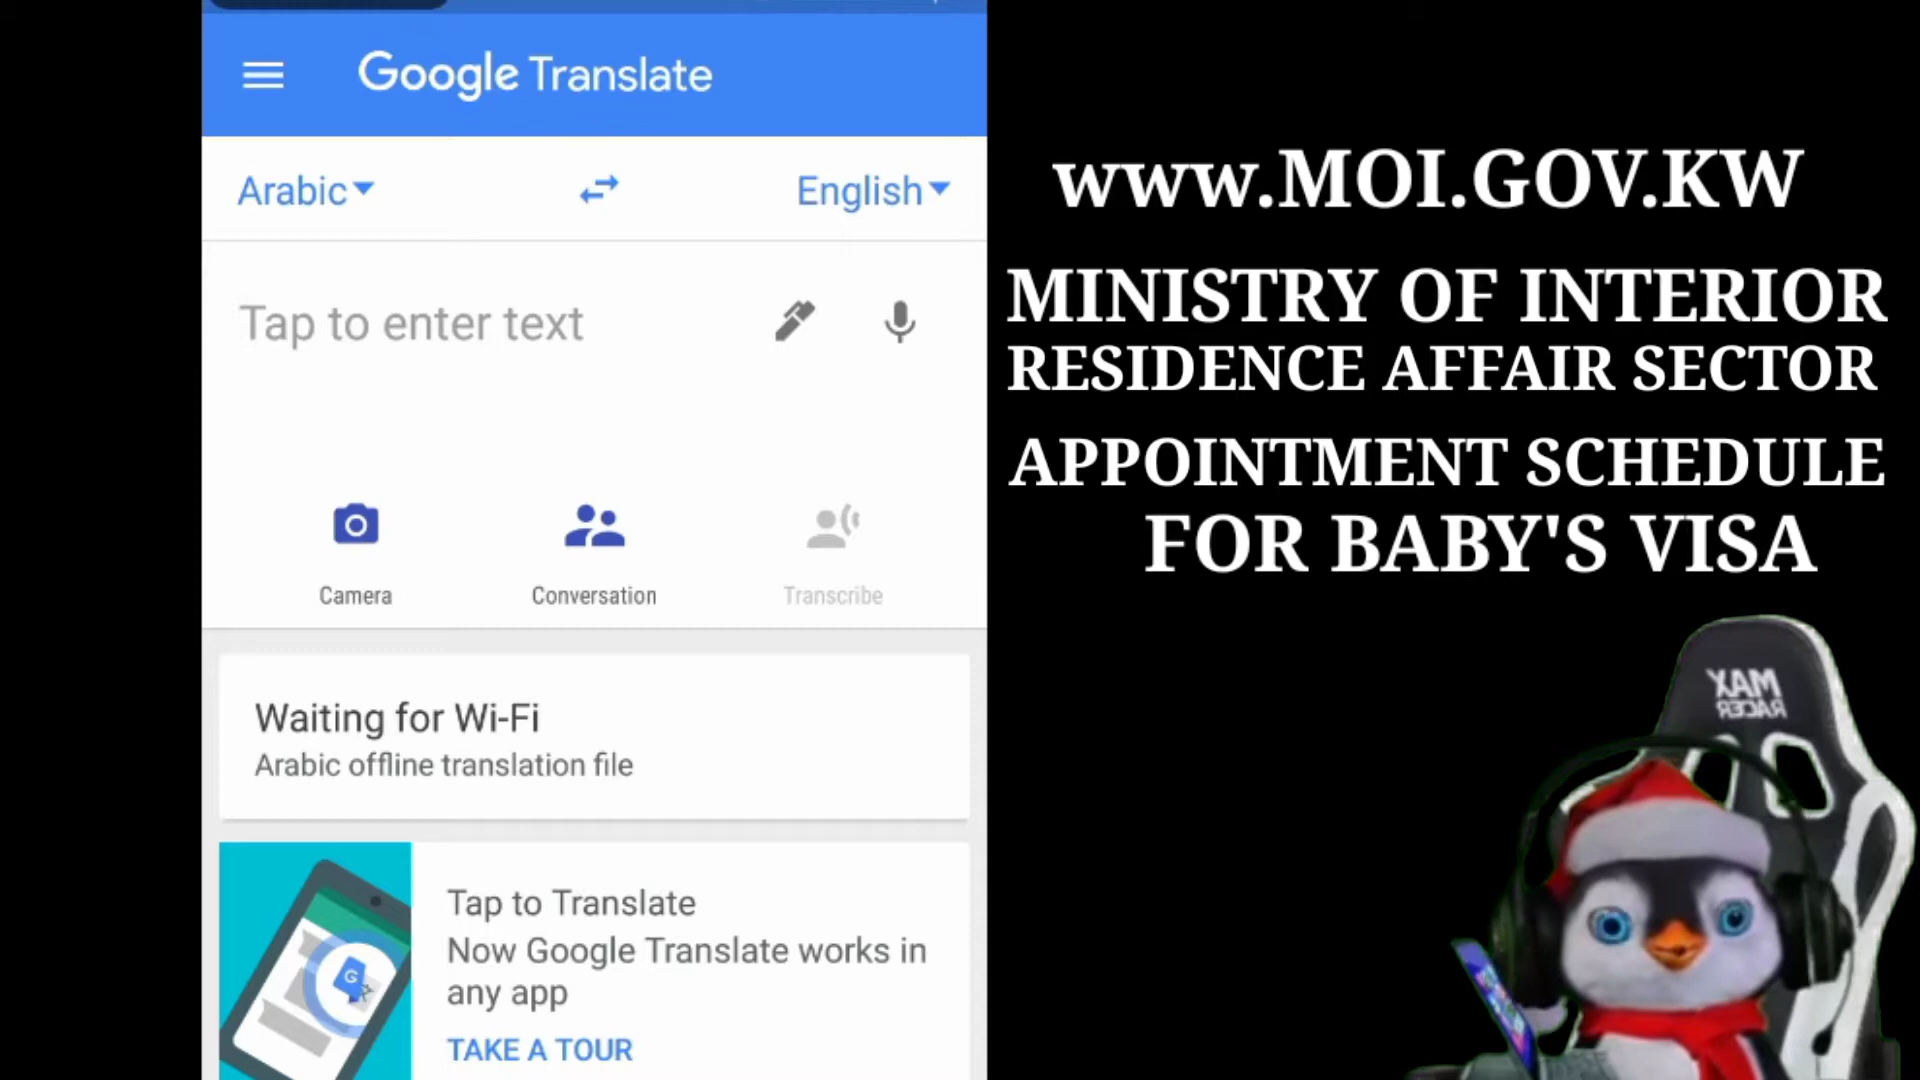 Google Translate
Arabic
English
Tap to enter text
Camera
Conversation
Transcribe
Waiting for Wi-Fi
Arabic offline translation file
Tap to Translate
Now Google Translate works in
any app
TAKE A TOUR
G
www.MOI.GOV.KW
MINISTRY OF INTERIOR
RESIDENCE AFFAIR SECTOR
APPOINTMENT SCHEDULE
FOR BABY'S VISA
MAX
RACER